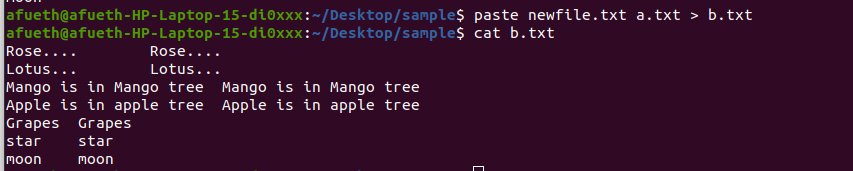 moon
afueth@afueth-HP-Laptop-15-di0xxx:~/Desktop/sample$ paste newfile.txt a.txt > b.txt
afueth@afueth-HP-Laptop-15-di0xxx:~/Desktop/sample$ cat b.txt
Rose.... Rose....
Lotus... Lotus...
Mango is in Mango tree Mango is in Mango tree
Apple is in apple tree Apple is in apple tree
Grapes Grapes
star star
moon moon